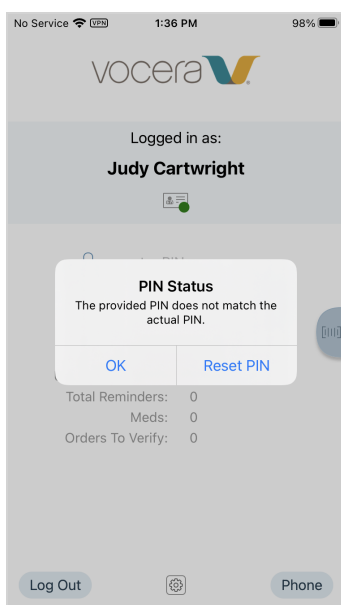 No Service VPN 1:36 PM 98%
vocera
Logged in as:
Judy Cartwright
PIN Status
The provided PIN does not match the
actual PIN.
OK Reset PIN
Total Reminders: 0
Meds: 0
Orders To Verify: 0
Log Out Phone